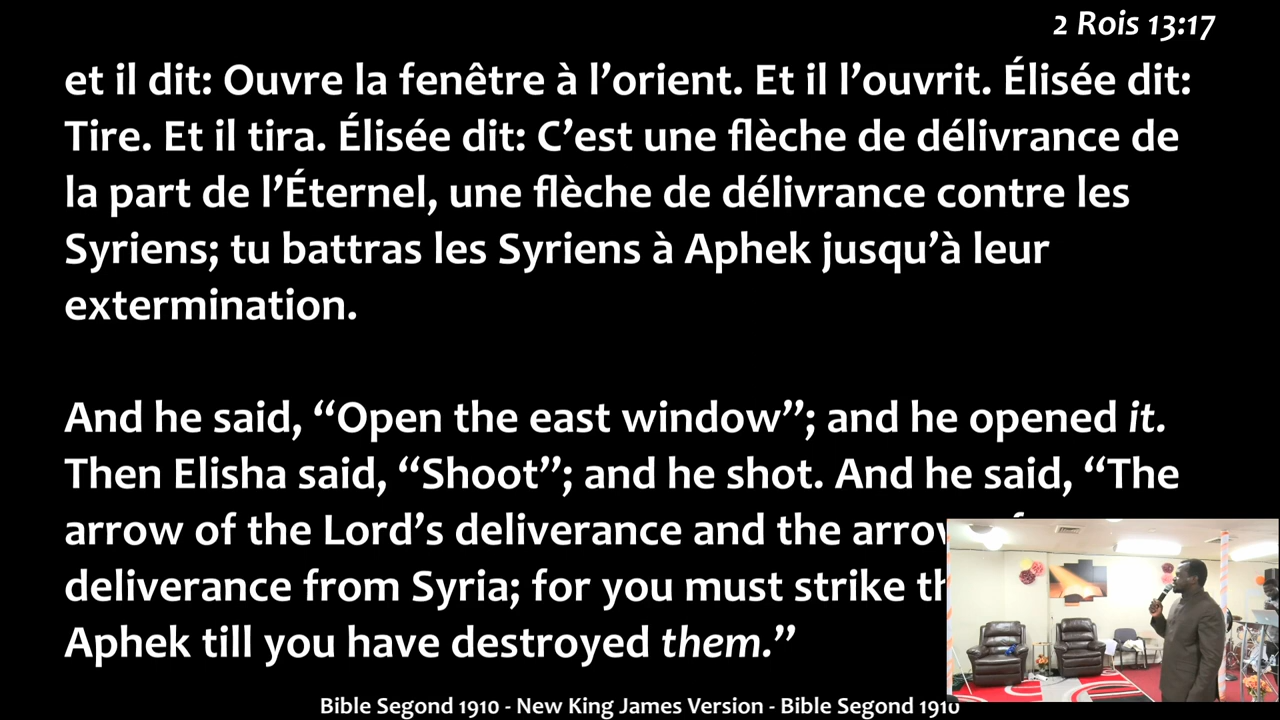 2 Rois 13:17
et il dit: Ouvre la fenêtre à l’orient. Et il l’ouvrit. Élisée dit:
Tire. Et il tira. Élisée dit: C’est une flèche de délivrance de
la part de l’Éternel, une flèche de délivrance contre les
Syriens; tu battras les Syriens à Aphek jusqu’à leur
extermination.
And he said, “Open the east window”; and he opened it.
Then Elisha said, “Shoot”; and he shot. And he said, “The
arrow of the Lord’s deliverance and the
deliverance from Syria; for you must strike
Aphek till you have destroyed them.”
Bible Segond 1910 - New King James Version - Bible Segond 1910